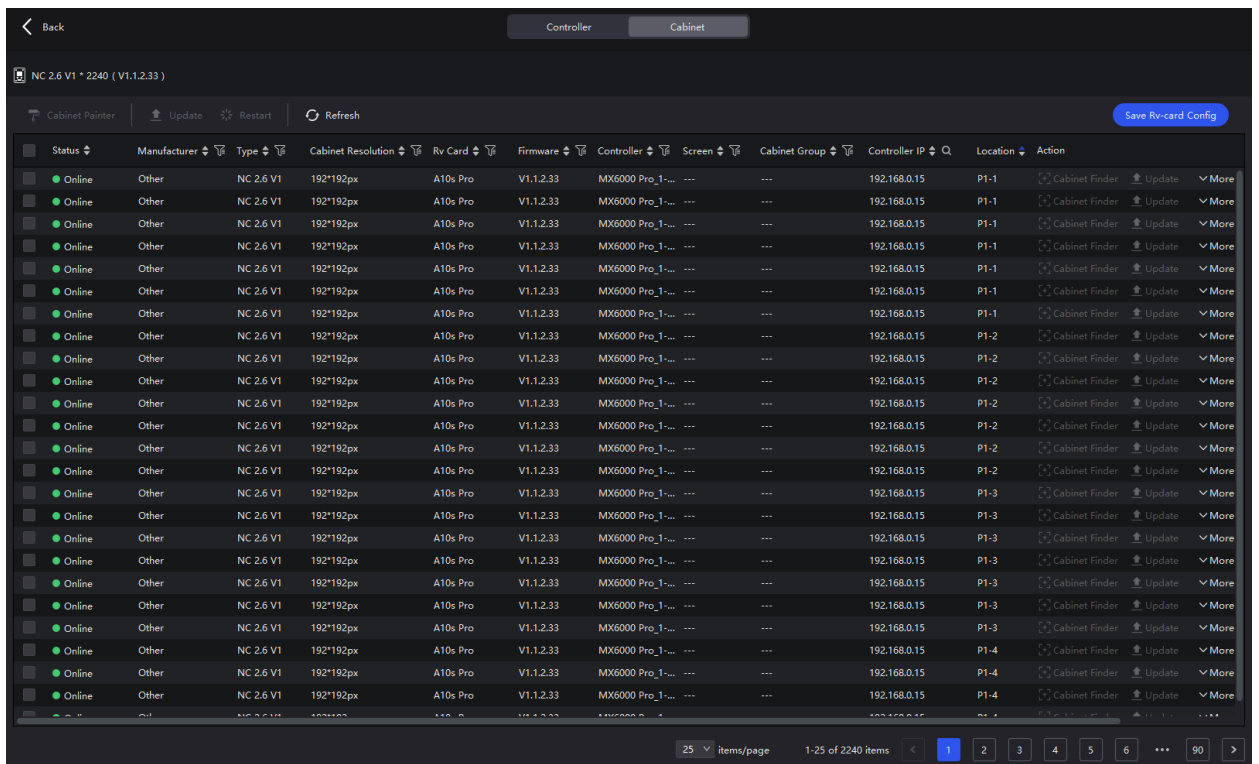 Back Controller Cabinet
NC 2.6 V1 * 2240 ( V1.1.2.33 )
Cabinet Painter Update Restart Refresh Save Rv-card Config
Status Manufacturer Type Cabinet Resolution Rv Card Firmware Controller Screen Cabinet Group Controller IP Location Action
Online Other NC 2.6 V1 192*192px A10s Pro V1.1.2.33 MX6000 Pro_1-... --- --- 192.168.0.15 P1-1 Cabinet Finder Update More
Online Other NC 2.6 V1 192*192px A10s Pro V1.1.2.33 MX6000 Pro_1-... --- --- 192.168.0.15 P1-1 Cabinet Finder Update More
Online Other NC 2.6 V1 192*192px A10s Pro V1.1.2.33 MX6000 Pro_1-... --- --- 192.168.0.15 P1-1 Cabinet Finder Update More
Online Other NC 2.6 V1 192*192px A10s Pro V1.1.2.33 MX6000 Pro_1-... --- --- 192.168.0.15 P1-1 Cabinet Finder Update More
Online Other NC 2.6 V1 192*192px A10s Pro V1.1.2.33 MX6000 Pro_1-... --- --- 192.168.0.15 P1-1 Cabinet Finder Update More
Online Other NC 2.6 V1 192*192px A10s Pro V1.1.2.33 MX6000 Pro_1-... --- --- 192.168.0.15 P1-1 Cabinet Finder Update More
Online Other NC 2.6 V1 192*192px A10s Pro V1.1.2.33 MX6000 Pro_1-... --- --- 192.168.0.15 P1-1 Cabinet Finder Update More
Online Other NC 2.6 V1 192*192px A10s Pro V1.1.2.33 MX6000 Pro_1-... --- --- 192.168.0.15 P1-2 Cabinet Finder Update More
Online Other NC 2.6 V1 192*192px A10s Pro V1.1.2.33 MX6000 Pro_1-... --- --- 192.168.0.15 P1-2 Cabinet Finder Update More
Online Other NC 2.6 V1 192*192px A10s Pro V1.1.2.33 MX6000 Pro_1-... --- --- 192.168.0.15 P1-2 Cabinet Finder Update More
Online Other NC 2.6 V1 192*192px A10s Pro V1.1.2.33 MX6000 Pro_1-... --- --- 192.168.0.15 P1-2 Cabinet Finder Update More
Online Other NC 2.6 V1 192*192px A10s Pro V1.1.2.33 MX6000 Pro_1-... --- --- 192.168.0.15 P1-2 Cabinet Finder Update More
Online Other NC 2.6 V1 192*192px A10s Pro V1.1.2.33 MX6000 Pro_1-... --- --- 192.168.0.15 P1-2 Cabinet Finder Update More
Online Other NC 2.6 V1 192*192px A10s Pro V1.1.2.33 MX6000 Pro_1-... --- --- 192.168.0.15 P1-2 Cabinet Finder Update More
Online Other NC 2.6 V1 192*192px A10s Pro V1.1.2.33 MX6000 Pro_1-... --- --- 192.168.0.15 P1-3 Cabinet Finder Update More
Online Other NC 2.6 V1 192*192px A10s Pro V1.1.2.33 MX6000 Pro_1-... --- --- 192.168.0.15 P1-3 Cabinet Finder Update More
Online Other NC 2.6 V1 192*192px A10s Pro V1.1.2.33 MX6000 Pro_1-... --- --- 192.168.0.15 P1-3 Cabinet Finder Update More
Online Other NC 2.6 V1 192*192px A10s Pro V1.1.2.33 MX6000 Pro_1-... --- --- 192.168.0.15 P1-3 Cabinet Finder Update More
Online Other NC 2.6 V1 192*192px A10s Pro V1.1.2.33 MX6000 Pro_1-... --- --- 192.168.0.15 P1-3 Cabinet Finder Update More
Online Other NC 2.6 V1 192*192px A10s Pro V1.1.2.33 MX6000 Pro_1-... --- --- 192.168.0.15 P1-3 Cabinet Finder Update More
Online Other NC 2.6 V1 192*192px A10s Pro V1.1.2.33 MX6000 Pro_1-... --- --- 192.168.0.15 P1-3 Cabinet Finder Update More
Online Other NC 2.6 V1 192*192px A10s Pro V1.1.2.33 MX6000 Pro_1-... --- --- 192.168.0.15 P1-4 Cabinet Finder Update More
Online Other NC 2.6 V1 192*192px A10s Pro V1.1.2.33 MX6000 Pro_1-... --- --- 192.168.0.15 P1-4 Cabinet Finder Update More
Online Other NC 2.6 V1 192*192px A10s Pro V1.1.2.33 MX6000 Pro_1-... --- --- 192.168.0.15 P1-4 Cabinet Finder Update More
25 items/page 1-25 of 2240 items < 1 2 3 4 5 6 ••• 90 >